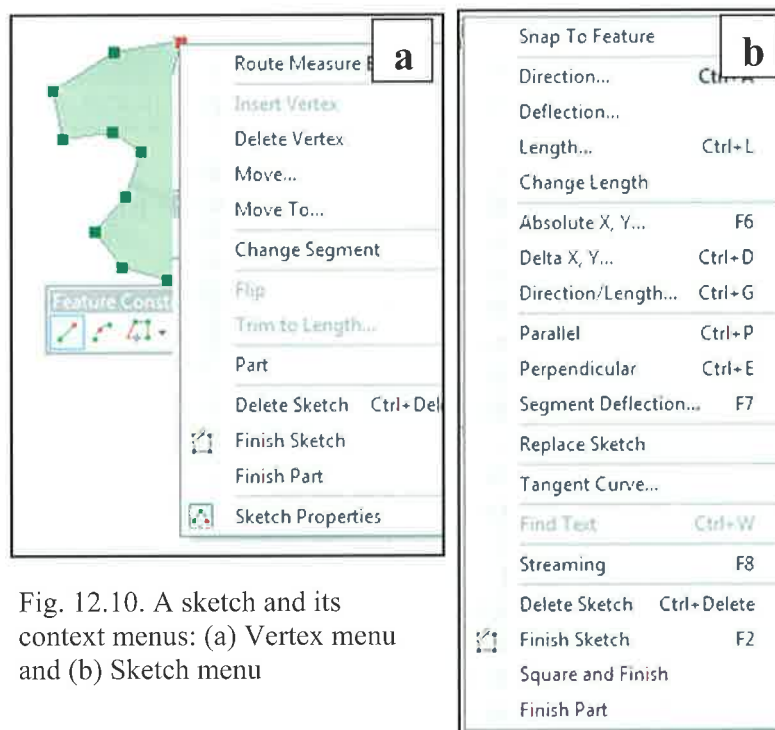 a
Route Measure
Insert Vertex
Delete Vertex
Move...
Move To...
Change Segment
Flip
Trim to Length...
Part
Delete Sketch Ctrl+Del
Finish Sketch
Finish Part
Sketch Properties
Feature Const
b
Snap To Feature
Direction... Ctrl+A
Deflection...
Length... Ctrl+L
Change Length
Absolute X, Y... F6
Delta X, Y... Ctrl+D
Direction/Length... Ctrl+G
Parallel Ctrl+P
Perpendicular Ctrl+E
Segment Deflection... F7
Replace Sketch
Tangent Curve...
Find Text Ctrl+W
Streaming F8
Delete Sketch Ctrl+Delete
Finish Sketch F2
Square and Finish
Finish Part
Fig. 12.10. A sketch and its
context menus: (a) Vertex menu
and (b) Sketch menu